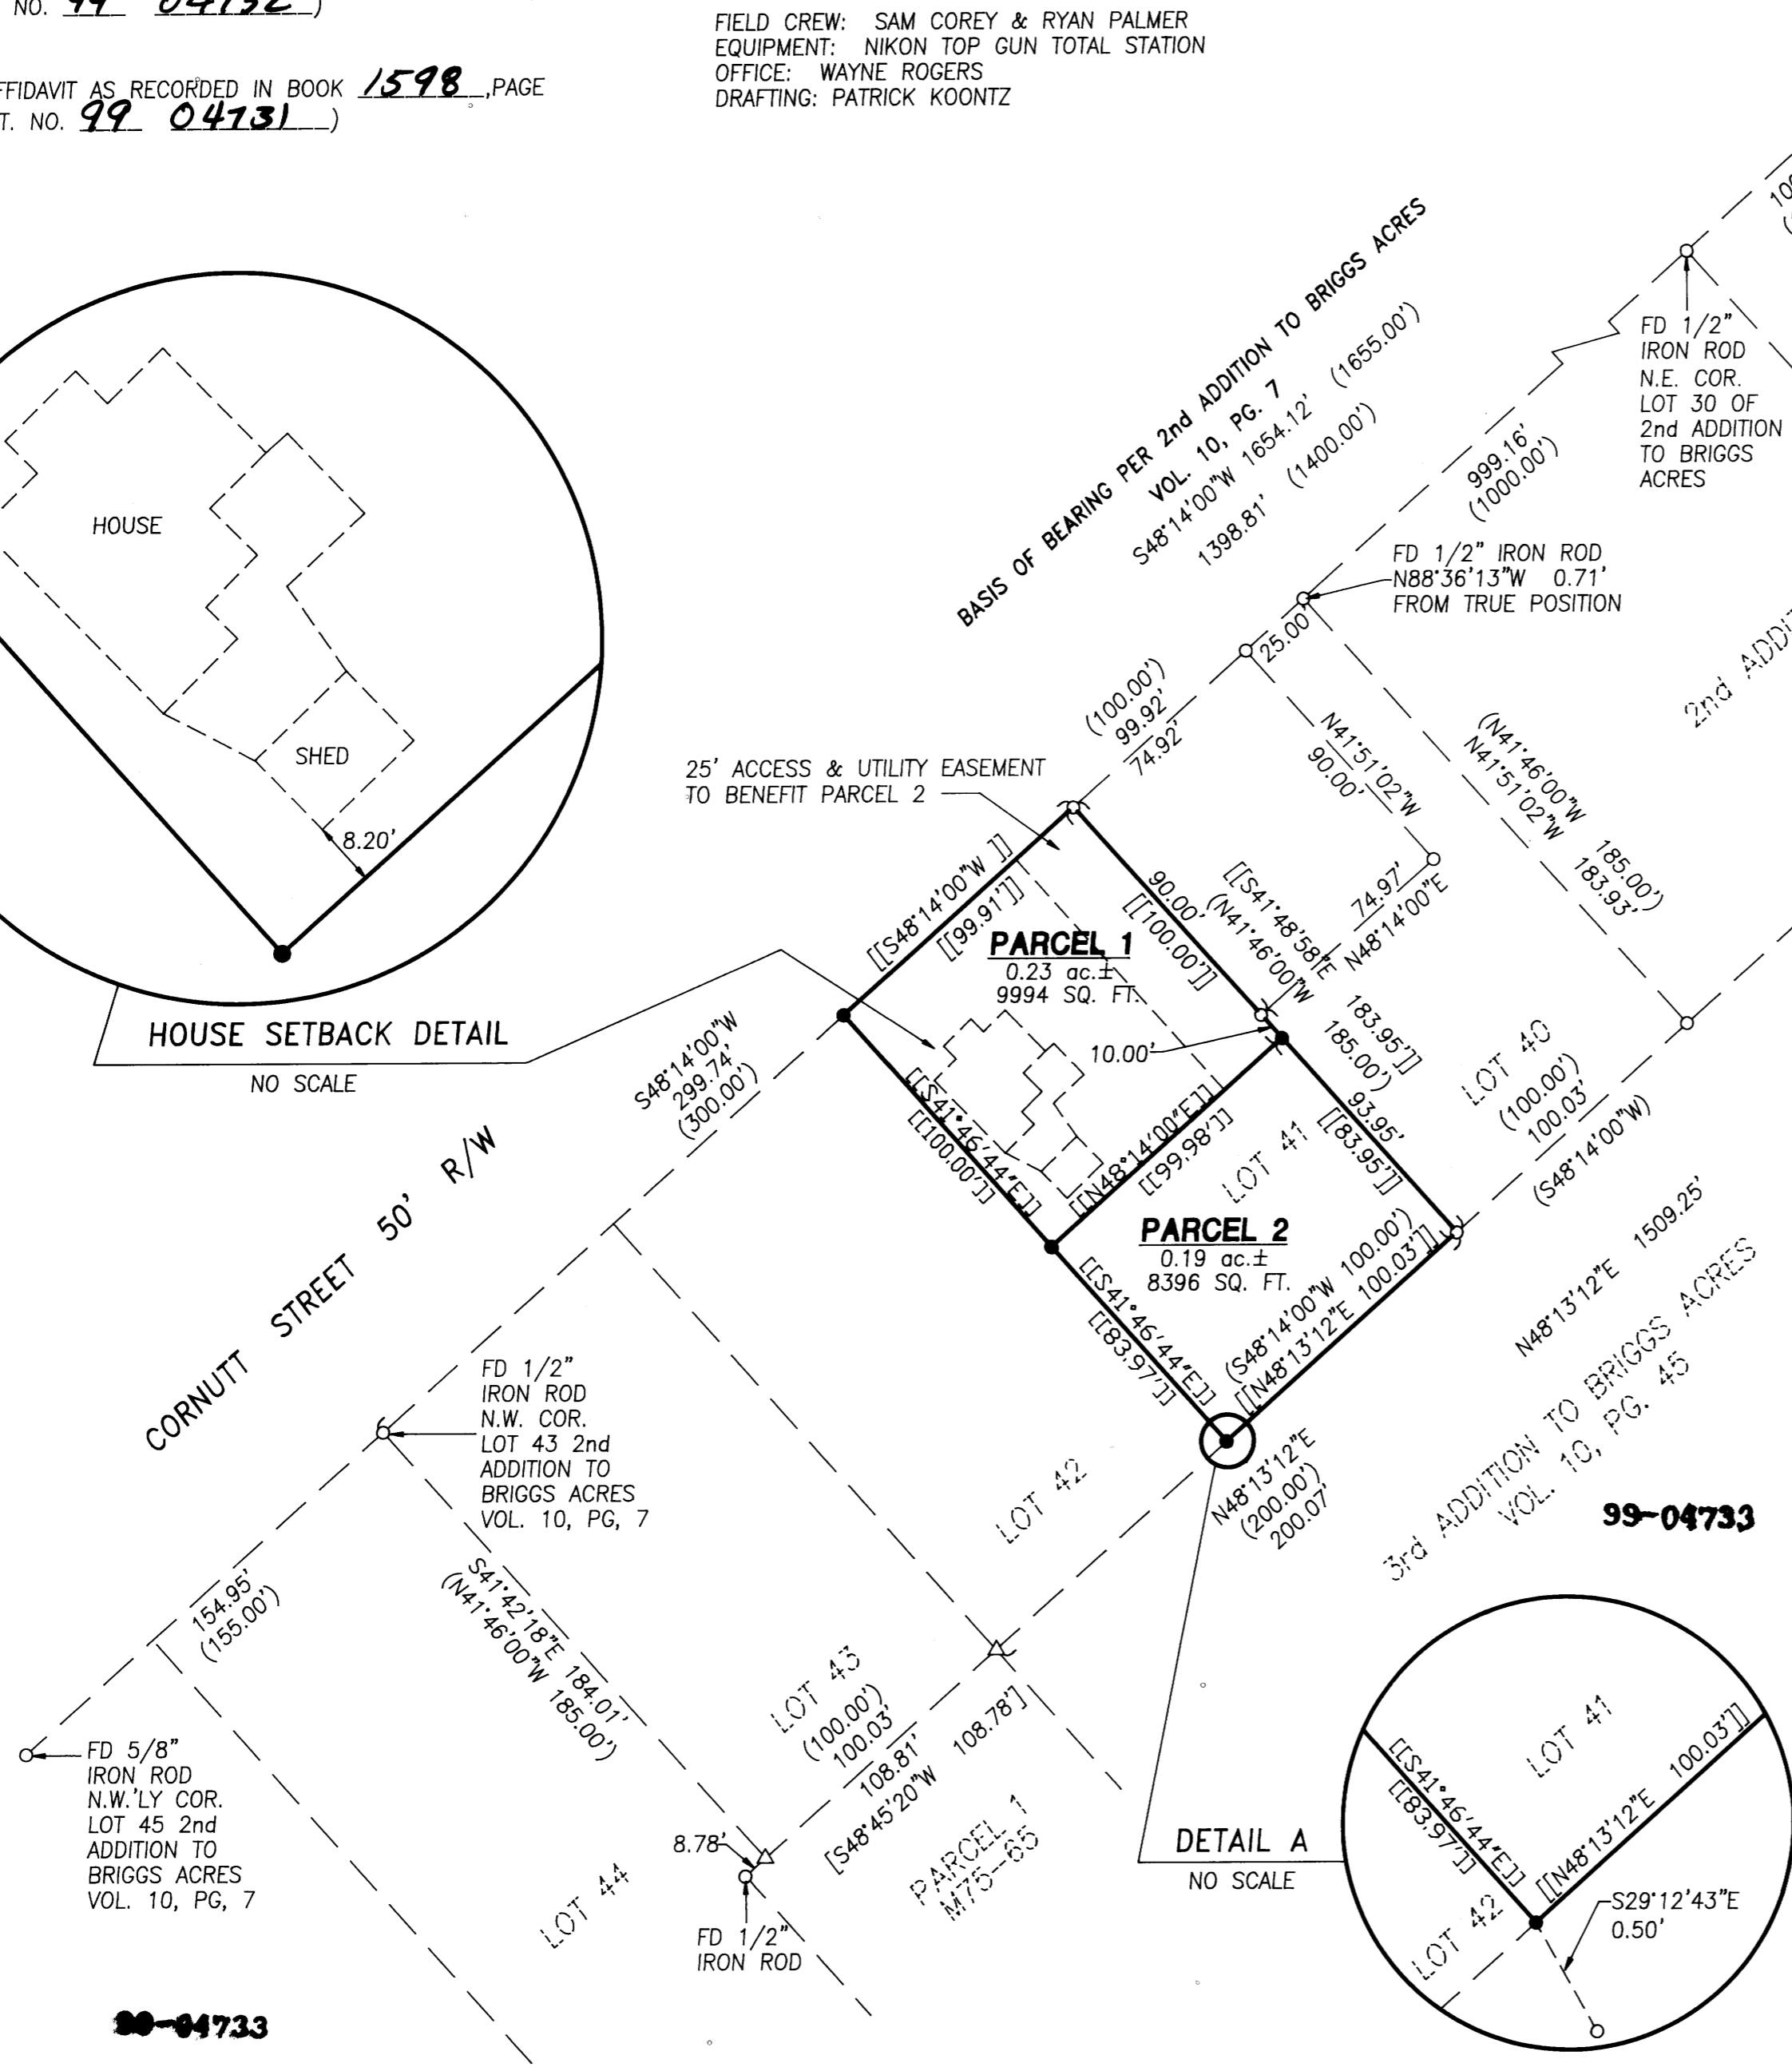 NO. 99 04732)
FIELD CREW: SAM COREY & RYAN PALMER
EQUIPMENT: NIKON TOP GUN TOTAL STATION
OFFICE: WAYNE ROGERS
DRAFTING: PATRICK KOONTZ
FFIDAVIT AS RECORDED IN BOOK 1598, PAGE
T. NO. 99 04731)
BASIS OF BEARING PER 2nd ADDITION TO BRIGGS ACRES
VOL. 10, PG. 7
S48°14'00"W 1654.12' (1655.00')
1398.81' (1400.00')
FD 1/2"
IRON ROD
N.E. COR.
LOT 30 OF
2nd ADDITION
TO BRIGGS
ACRES
999.16'
(1000.00')
FD 1/2" IRON ROD
N88°36'13"W 0.71'
FROM TRUE POSITION
25.00'
(100.00')
99.92'
74.92'
N41°51'02"W
90.00'
(N41°46'00"W 185.00')
N41°51'02"W 183.93'
2nd
HOUSE
SHED
8.20'
HOUSE SETBACK DETAIL
NO SCALE
25' ACCESS & UTILITY EASEMENT
TO BENEFIT PARCEL 2
[[S48°14'00"W ]]
[[99.91']]
PARCEL 1
0.23 ac.±
9994 SQ. FT.
90.00'
[[100.00']]
[[S41°48'58"E 183.95']]
(N41°46'00"W 185.00')
74.97'
N48°14'00"E
10.00'
[[S41°46'44"E]]
[[100.00']]
[[N48°14'00"E]]
[[99.98']]
LOT 41
93.95'
[[83.95']]
LOT 40
(100.00')
100.03'
(S48°14'00"W)
S48°14'00"W
299.74'
(300.00')
CORNUTT STREET 50' R/W
PARCEL 2
0.19 ac.±
8396 SQ. FT.
[[S41°46'44"E]]
[[83.97']]
(S48°14'00"W 100.00')
[[N48°13'12"E 100.03']]
N48°13'12"E 1509.25'
3rd ADDITION TO BRIGGS ACRES
VOL. 10, PG. 45
99-04733
FD 1/2"
IRON ROD
N.W. COR.
LOT 43 2nd
ADDITION TO
BRIGGS ACRES
VOL. 10, PG, 7
LOT 42
N48°13'12"E
(200.00')
200.07'
154.95'
(155.00')
S41°42'18"E 184.01'
(N41°46'00"W 185.00')
LOT 43
(100.00')
100.03'
108.81'
[S48°45'20"W 108.78']
PARCEL 1
M75-65
8.78'
FD 1/2"
IRON ROD
LOT 44
FD 5/8"
IRON ROD
N.W.'LY COR.
LOT 45 2nd
ADDITION TO
BRIGGS ACRES
VOL. 10, PG, 7
DETAIL A
NO SCALE
LOT 41
[[S41°46'44"E]]
[[83.97']]
[[N48°13'12"E 100.03']]
LOT 42
S29°12'43"E
0.50'
-04733